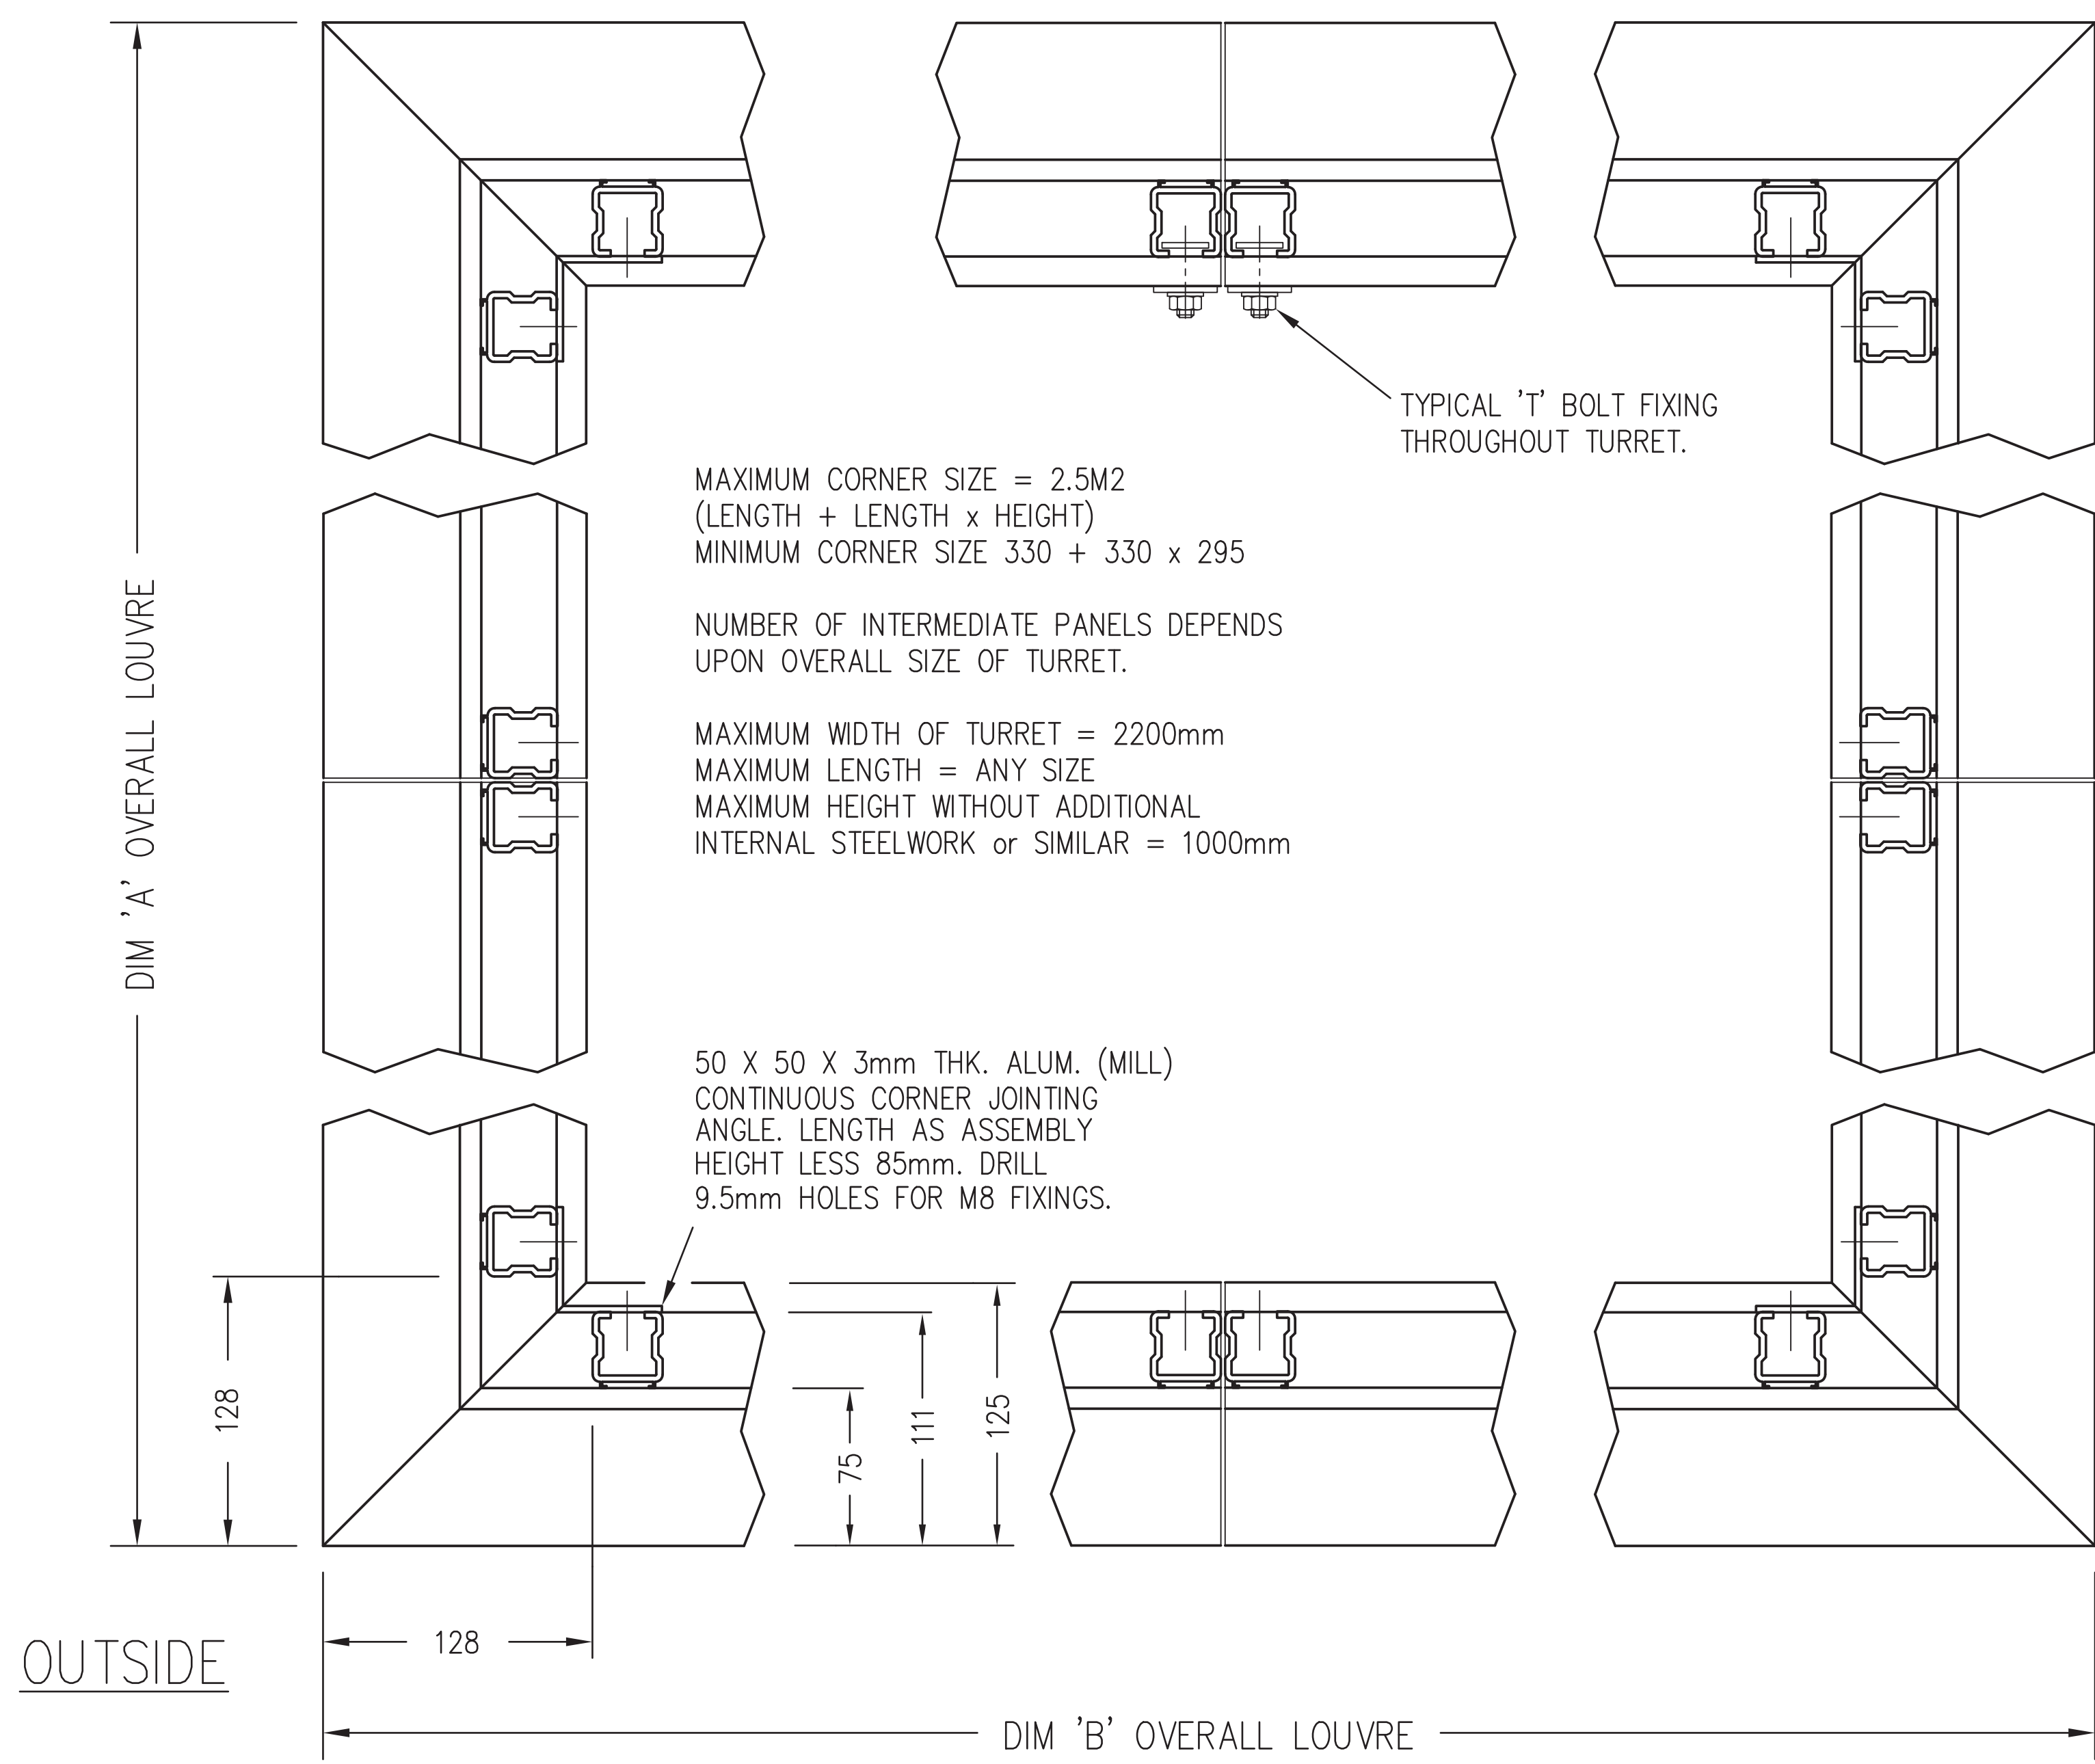 TYPICAL 'T' BOLT FIXING
THROUGHOUT TURRET.
MAXIMUM CORNER SIZE = 2.5M2
(LENGTH + LENGTH x HEIGHT)
MINIMUM CORNER SIZE 330 + 330 x 295
NUMBER OF INTERMEDIATE PANELS DEPENDS
UPON OVERALL SIZE OF TURRET.
MAXIMUM WIDTH OF TURRET = 2200mm
MAXIMUM LENGTH = ANY SIZE
MAXIMUM HEIGHT WITHOUT ADDITIONAL
INTERNAL STEELWORK or SIMILAR = 1000mm
DIM 'A' OVERALL LOUVRE
50 X 50 X 3mm THK. ALUM. (MILL)
CONTINUOUS CORNER JOINTING
ANGLE. LENGTH AS ASSEMBLY
HEIGHT LESS 85mm. DRILL
9.5mm HOLES FOR M8 FIXINGS.
128
75
111
125
128
OUTSIDE
DIM 'B' OVERALL LOUVRE